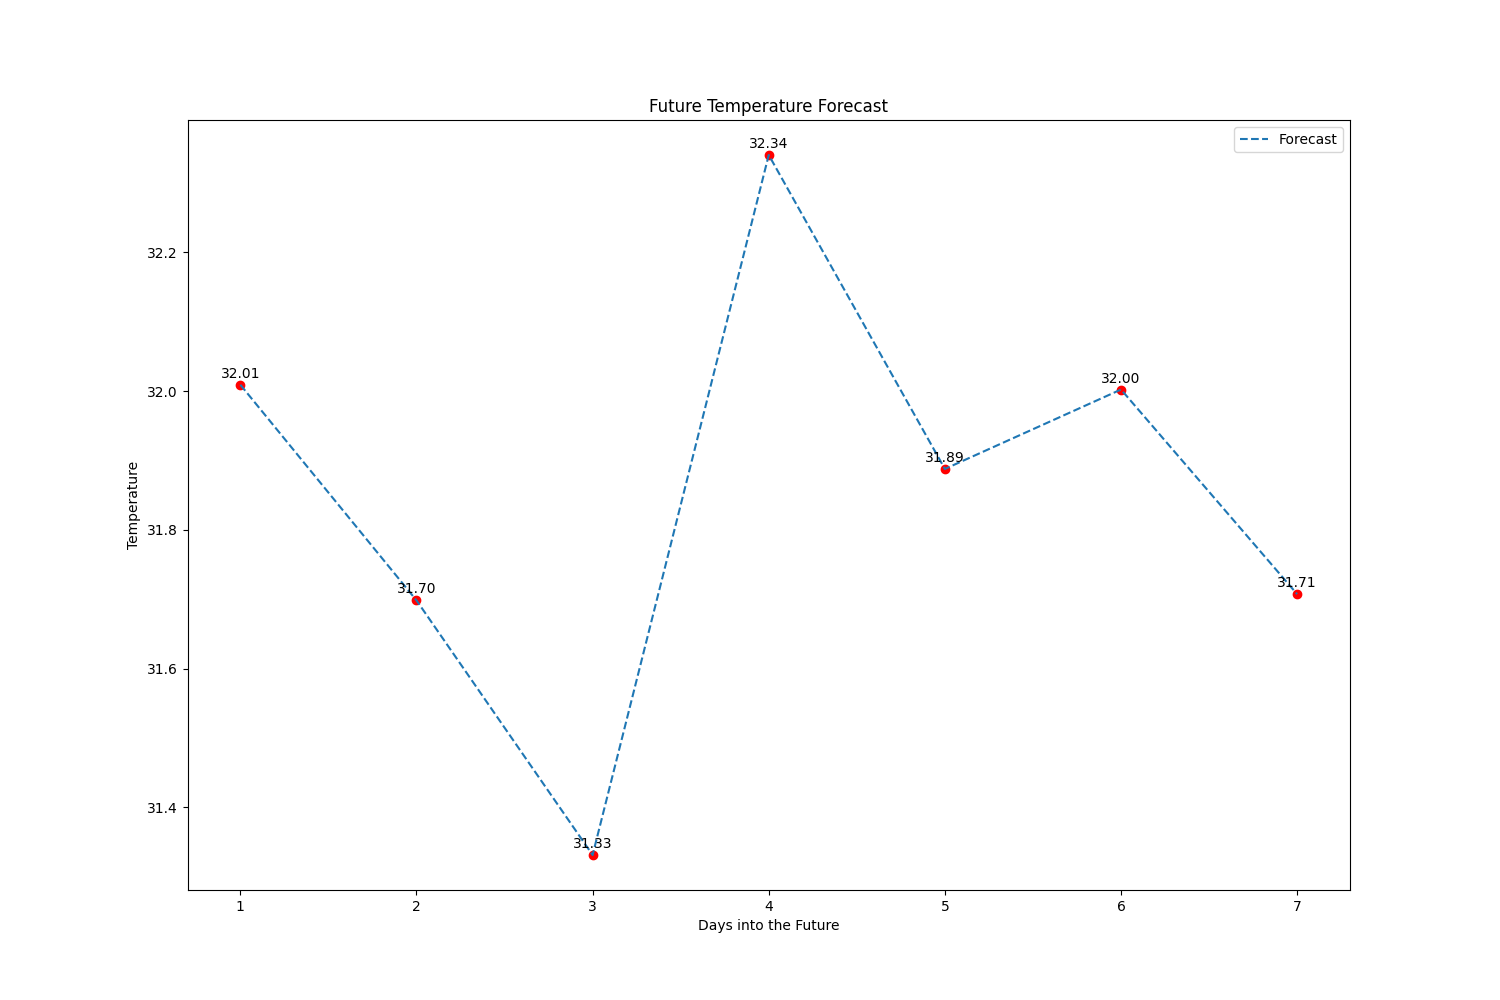 Future Temperature Forecast
Forecast
32.34
32.2
32.01
32.00
32.0
Temperature
31.89
31.8
31.70
31.71
31.6
31.4
31.33
1 2 3 4 5 6 7
Days into the Future